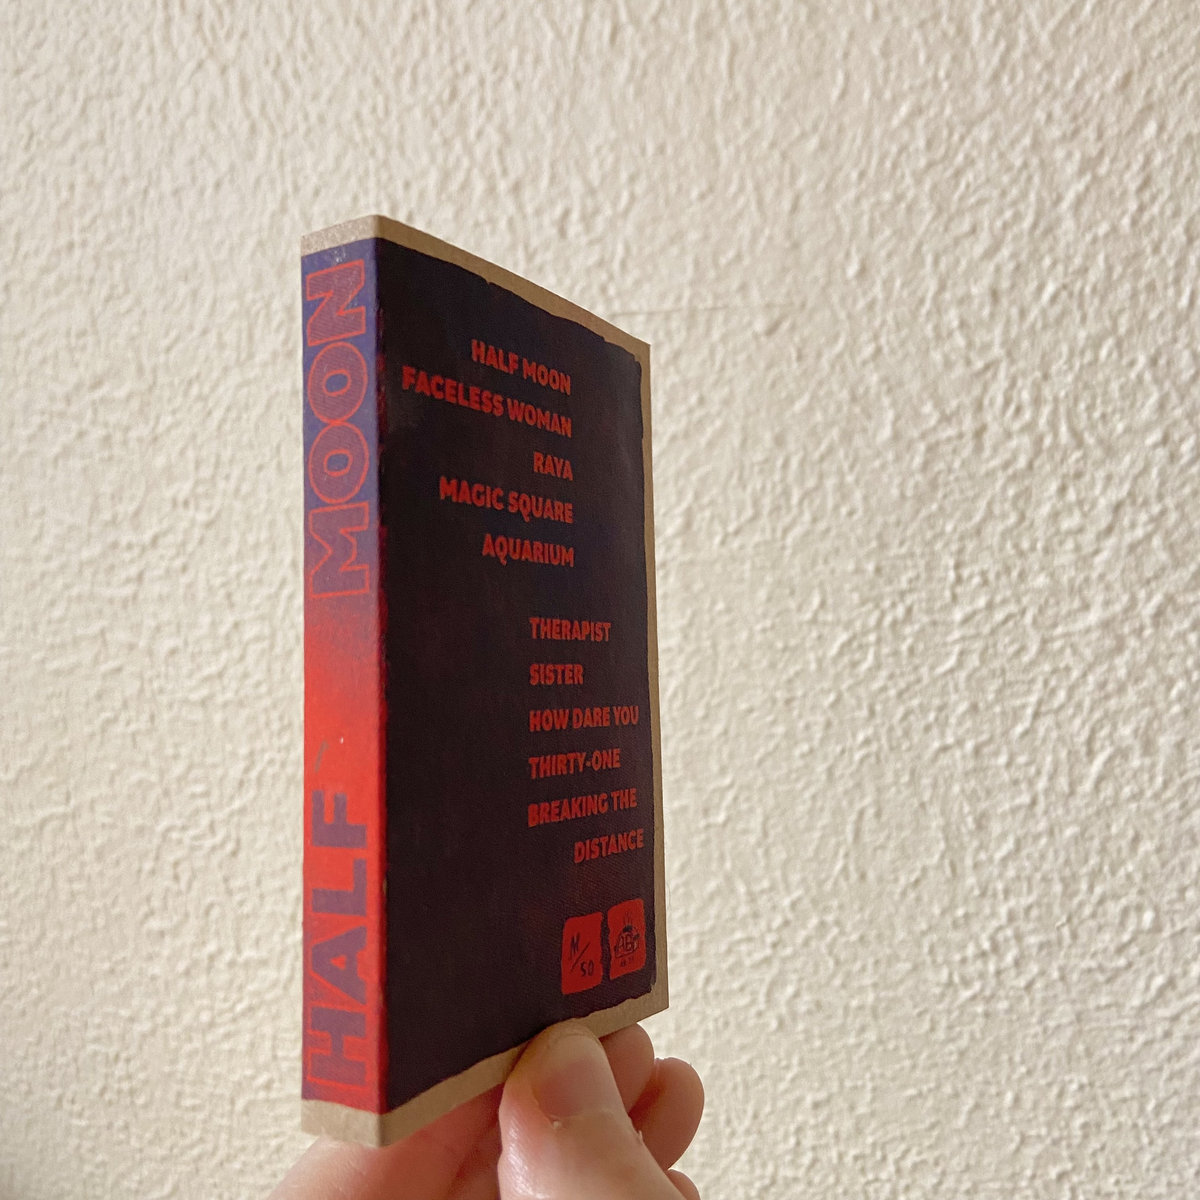 HALF MOON
HALF MOON
FACELESS WOMAN
RAYA
MAGIC SQUARE
AQUARIUM
THERAPIST
SISTER
HOW DARE YOU
THIRTY-ONE
BREAKING THE
DISTANCE
M/50